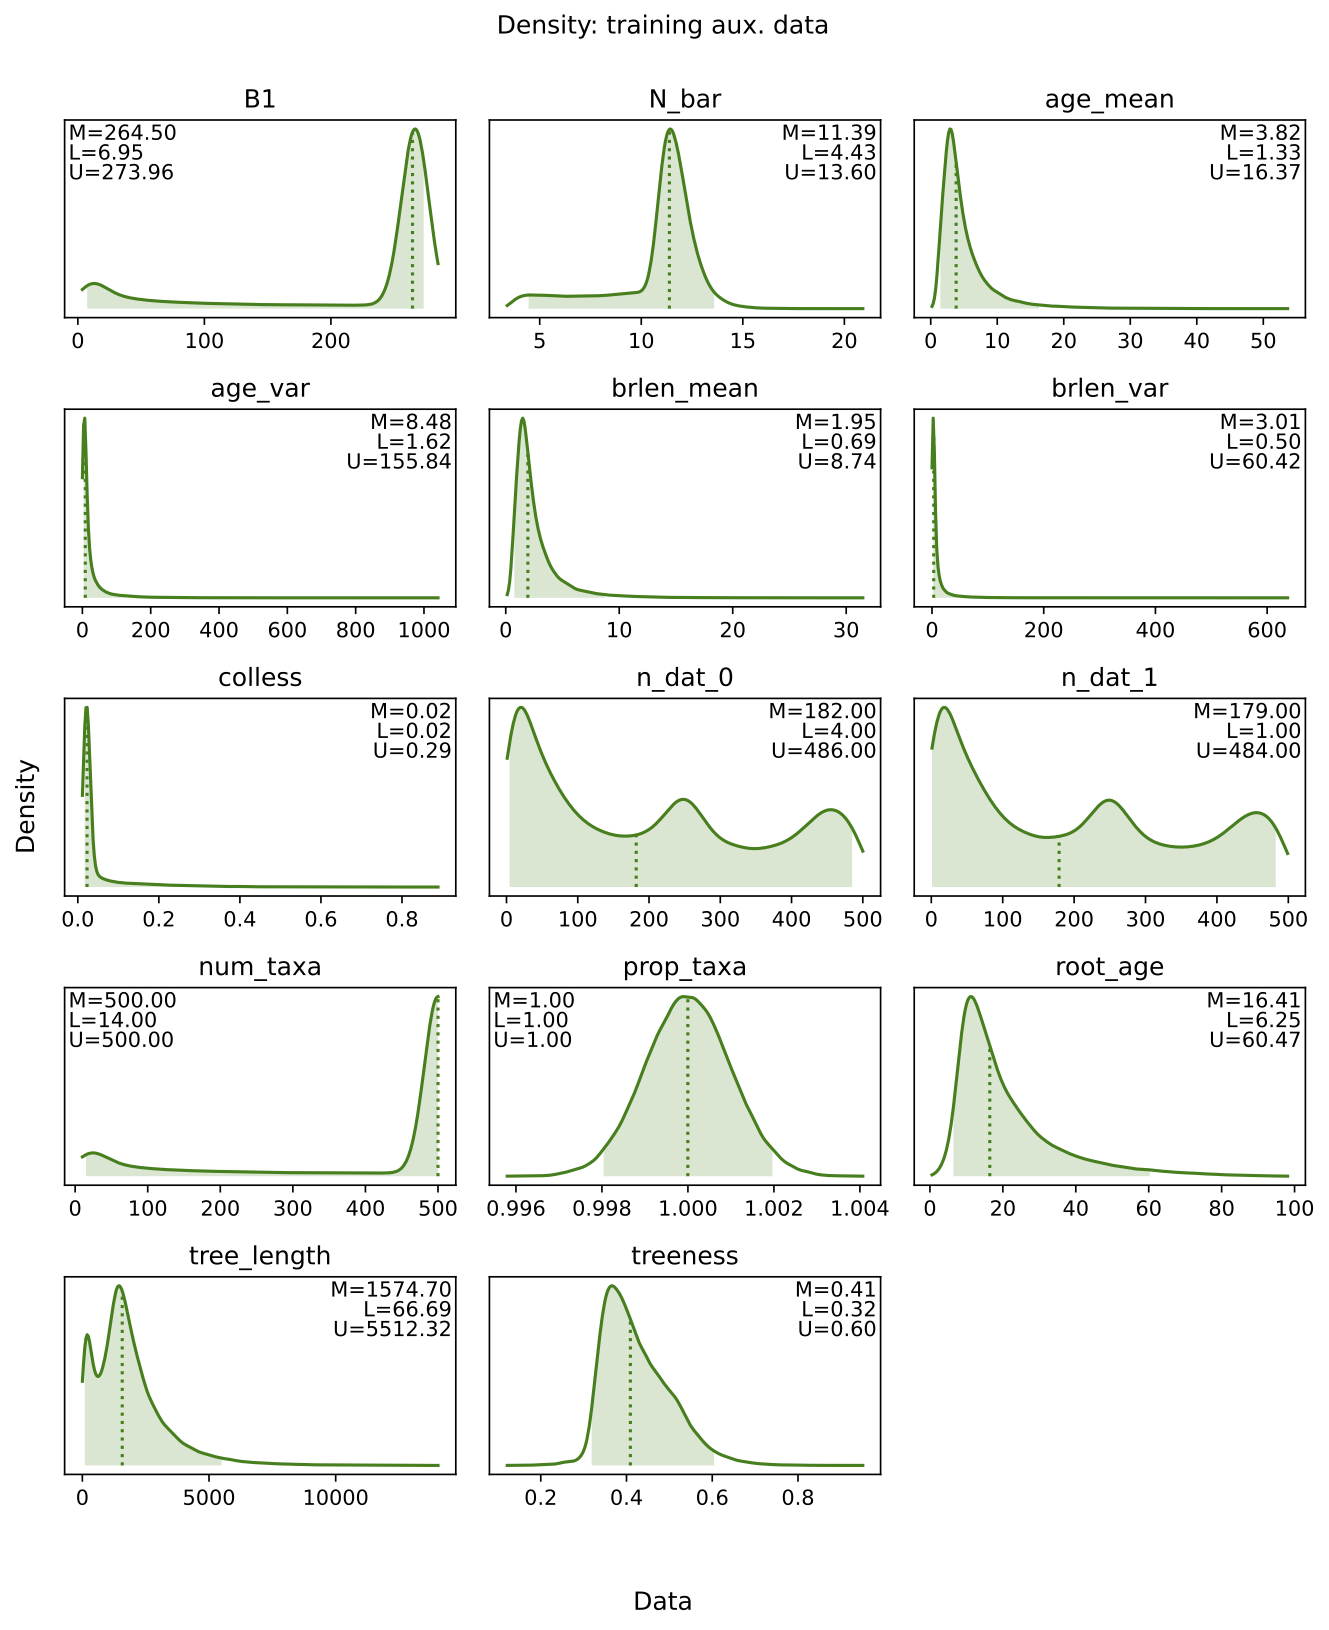 Density: training aux. data
B1
M=264.50
L=6.95
U=273.96
0 100 200
N_bar
M=11.39
L=4.43
U=13.60
5 10 15 20
age_mean
M=3.82
L=1.33
U=16.37
0 10 20 30 40 50
age_var
M=8.48
L=1.62
U=155.84
0 200 400 600 800 1000
brlen_mean
M=1.95
L=0.69
U=8.74
0 10 20 30
brlen_var
M=3.01
L=0.50
U=60.42
0 200 400 600
colless
M=0.02
L=0.02
U=0.29
0.0 0.2 0.4 0.6 0.8
n_dat_0
M=182.00
L=4.00
U=486.00
0 100 200 300 400 500
n_dat_1
M=179.00
L=1.00
U=484.00
0 100 200 300 400 500
Density
num_taxa
M=500.00
L=14.00
U=500.00
0 100 200 300 400 500
prop_taxa
M=1.00
L=1.00
U=1.00
0.996 0.998 1.000 1.002 1.004
root_age
M=16.41
L=6.25
U=60.47
0 20 40 60 80 100
tree_length
M=1574.70
L=66.69
U=5512.32
0 5000 10000
treeness
M=0.41
L=0.32
U=0.60
0.2 0.4 0.6 0.8
Data